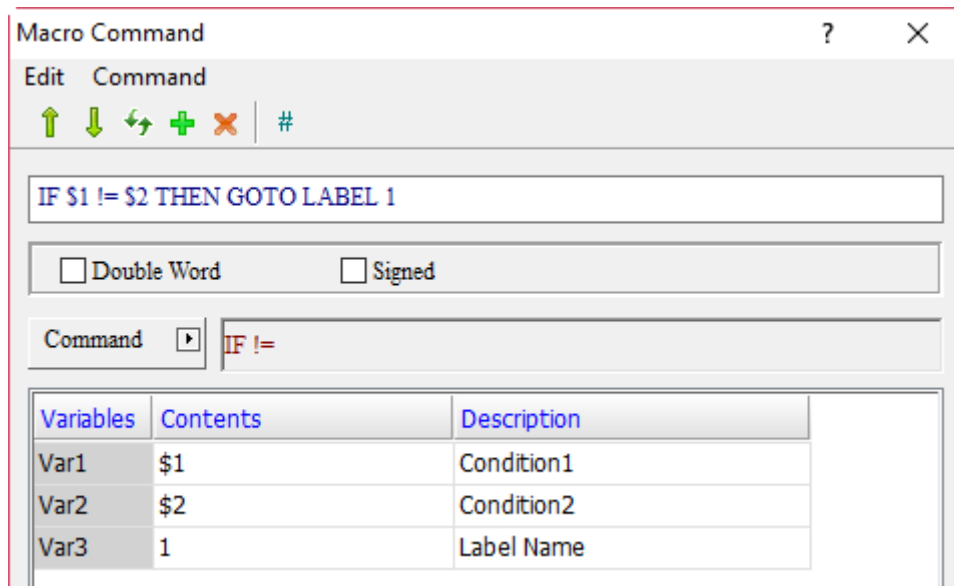 Macro Command ?
Edit Command
#
IF $1 != $2 THEN GOTO LABEL 1
Double Word Signed
Command IF !=
Variables Contents Description
Var1 $1 Condition1
Var2 $2 Condition2
Var3 1 Label Name